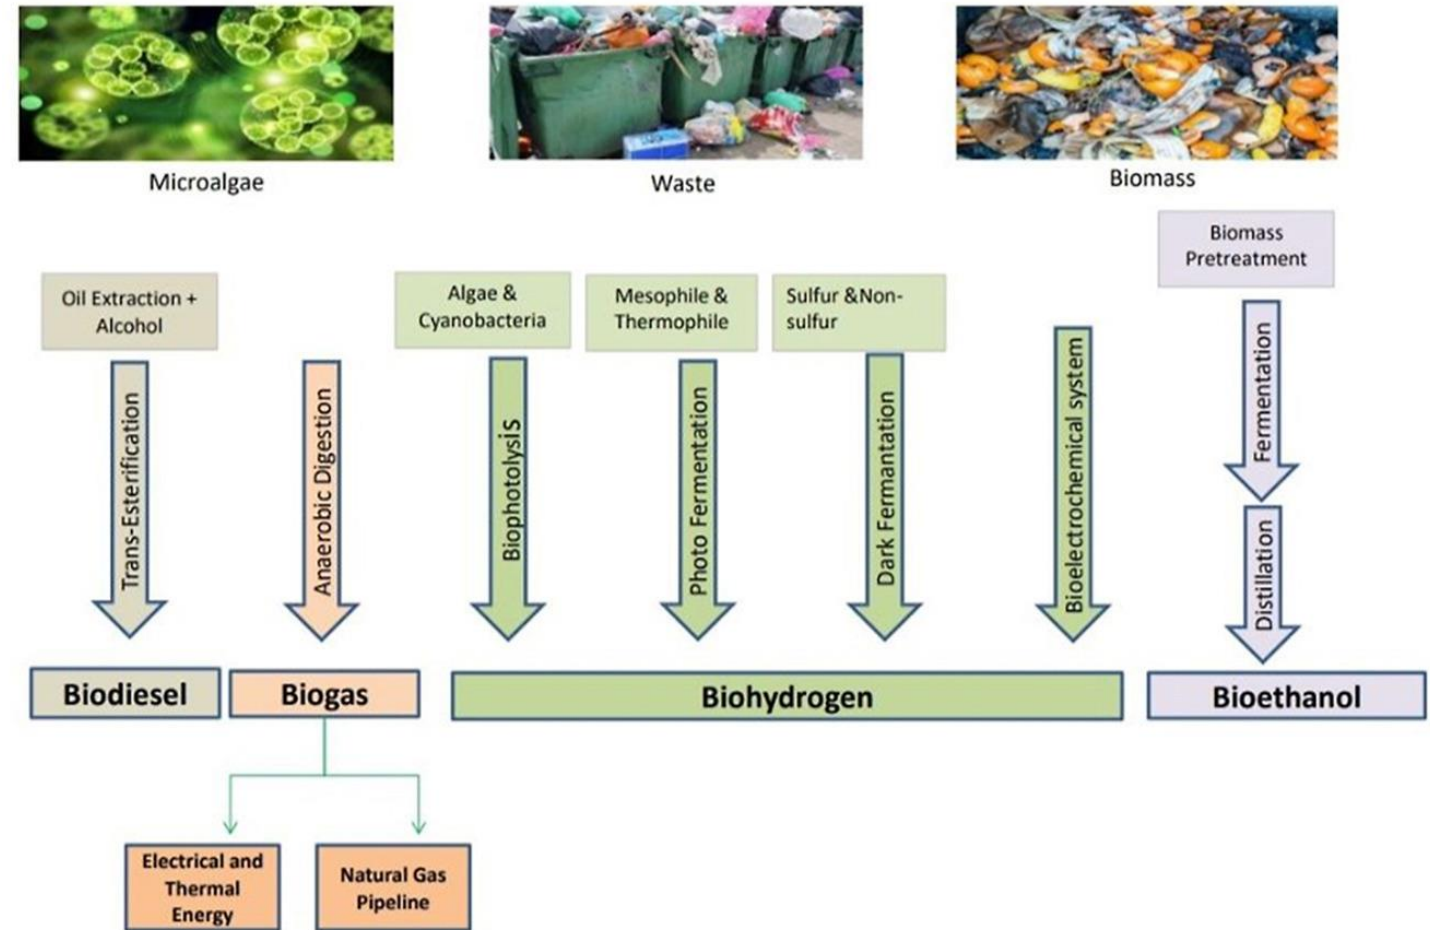 Microalgae
Waste
Biomass
Biomass
Pretreatment
Oil Extraction +
Alcohol
Algae &
Cyanobacteria
Mesophile &
Thermophile
Sulfur &Non-
sulfur
Trans-Esterification
Anaerobic Digestion
Biophotolysis
Photo Fermentation
Dark Fermantation
Bioelectrochemical system
Fermentation
Distillation
Biodiesel
Biogas
Biohydrogen
Bioethanol
Electrical and
Thermal
Energy
Natural Gas
Pipeline